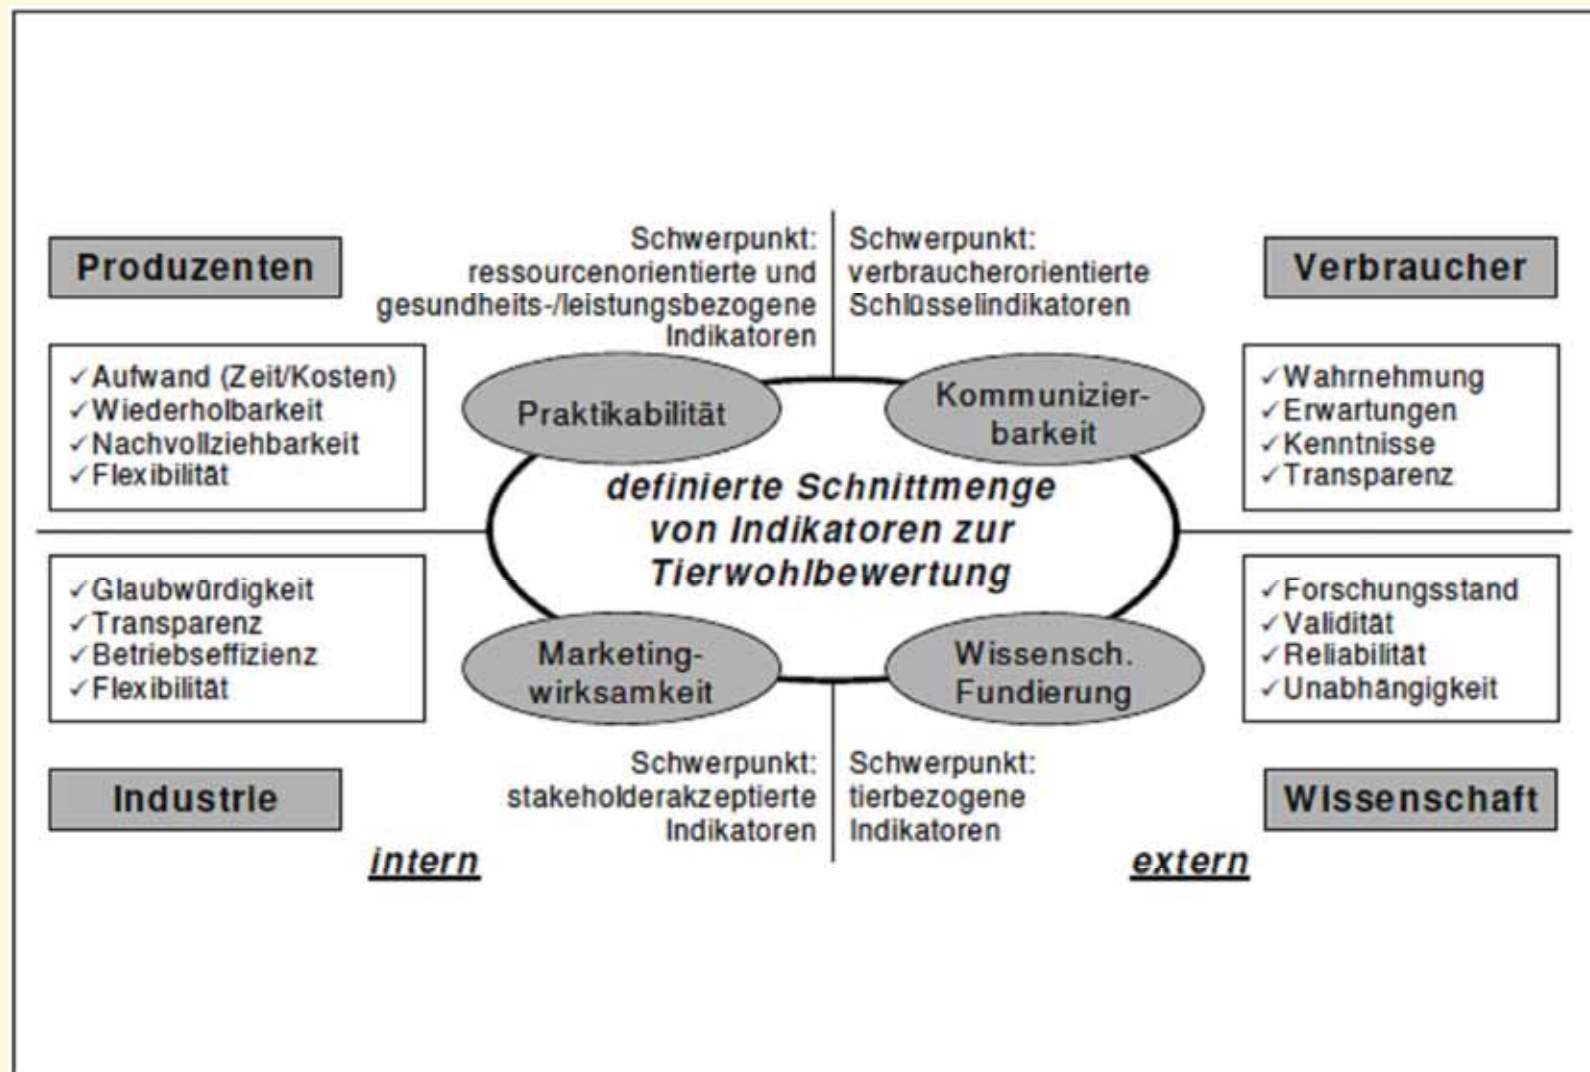 Produzenten
Schwerpunkt:
ressourcenorientierte und
gesundheits-/leistungsbezogene
Indikatoren
Schwerpunkt:
verbraucherorientierte
Schlüsselindikatoren
Verbraucher
✓Aufwand (Zeit/Kosten)
✓Wiederholbarkeit
✓Nachvollziehbarkeit
✓Flexibilität
Praktikabilität
Kommunizier-
barkeit
✓Wahrnehmung
✓Erwartungen
✓Kenntnisse
✓Transparenz
definierte Schnittmenge
von Indikatoren zur
Tierwohlbewertung
✓Glaubwürdigkeit
✓Transparenz
✓Betriebseffizienz
✓Flexibilität
Marketing-
wirksamkeit
Wissensch.
Fundierung
✓Forschungsstand
✓Validität
✓Reliabilität
✓Unabhängigkeit
Industrie
Schwerpunkt:
stakeholderakzeptierte
Indikatoren
Schwerpunkt:
tierbezogene
Indikatoren
Wissenschaft
intern
extern